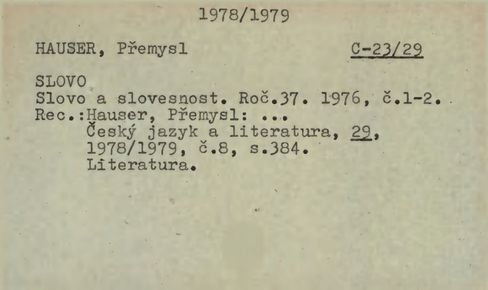 1978/1979
HAUSER, Přemysl C-23/29
SLOVO
Slovo a slovesnost. Roč.37. 1976, č.1-2.
Rec.:Hauser, Přemysl: ...
Český jazyk a literatura, 29,
1978/1979, č.8, s.384.
Literatura.